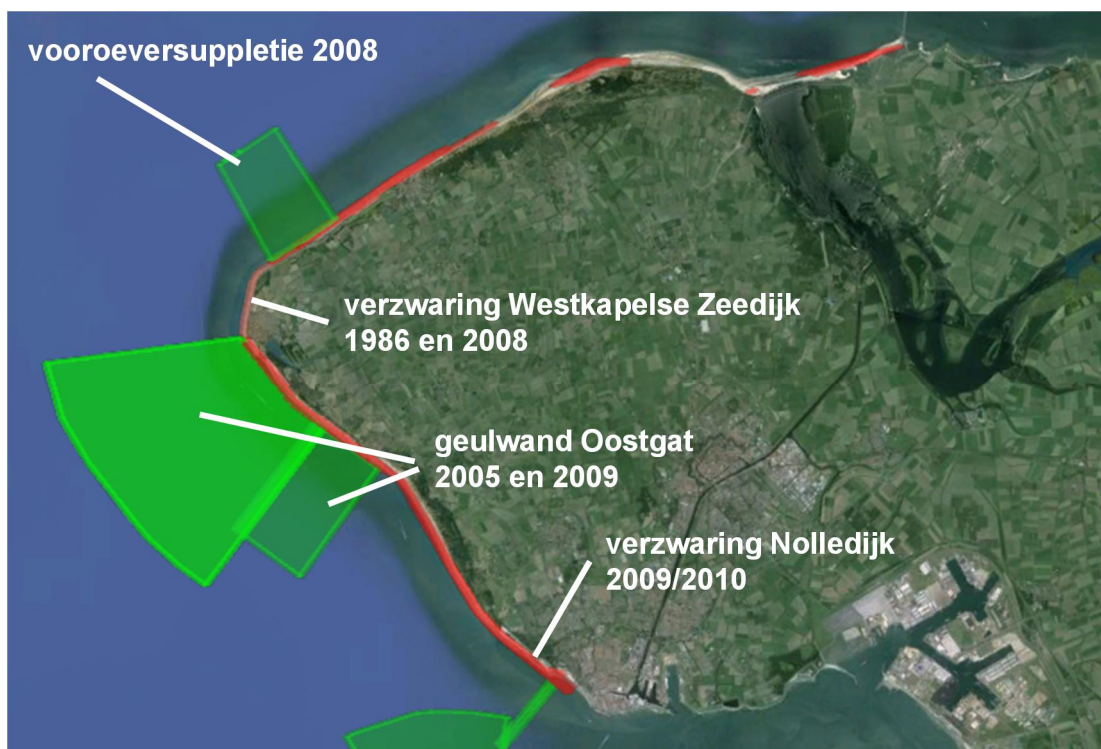 vooroeversuppletie 2008
verzwaring Westkapelse Zeedijk
1986 en 2008
geulwand Oostgat
2005 en 2009
verzwaring Nolledijk
2009/2010